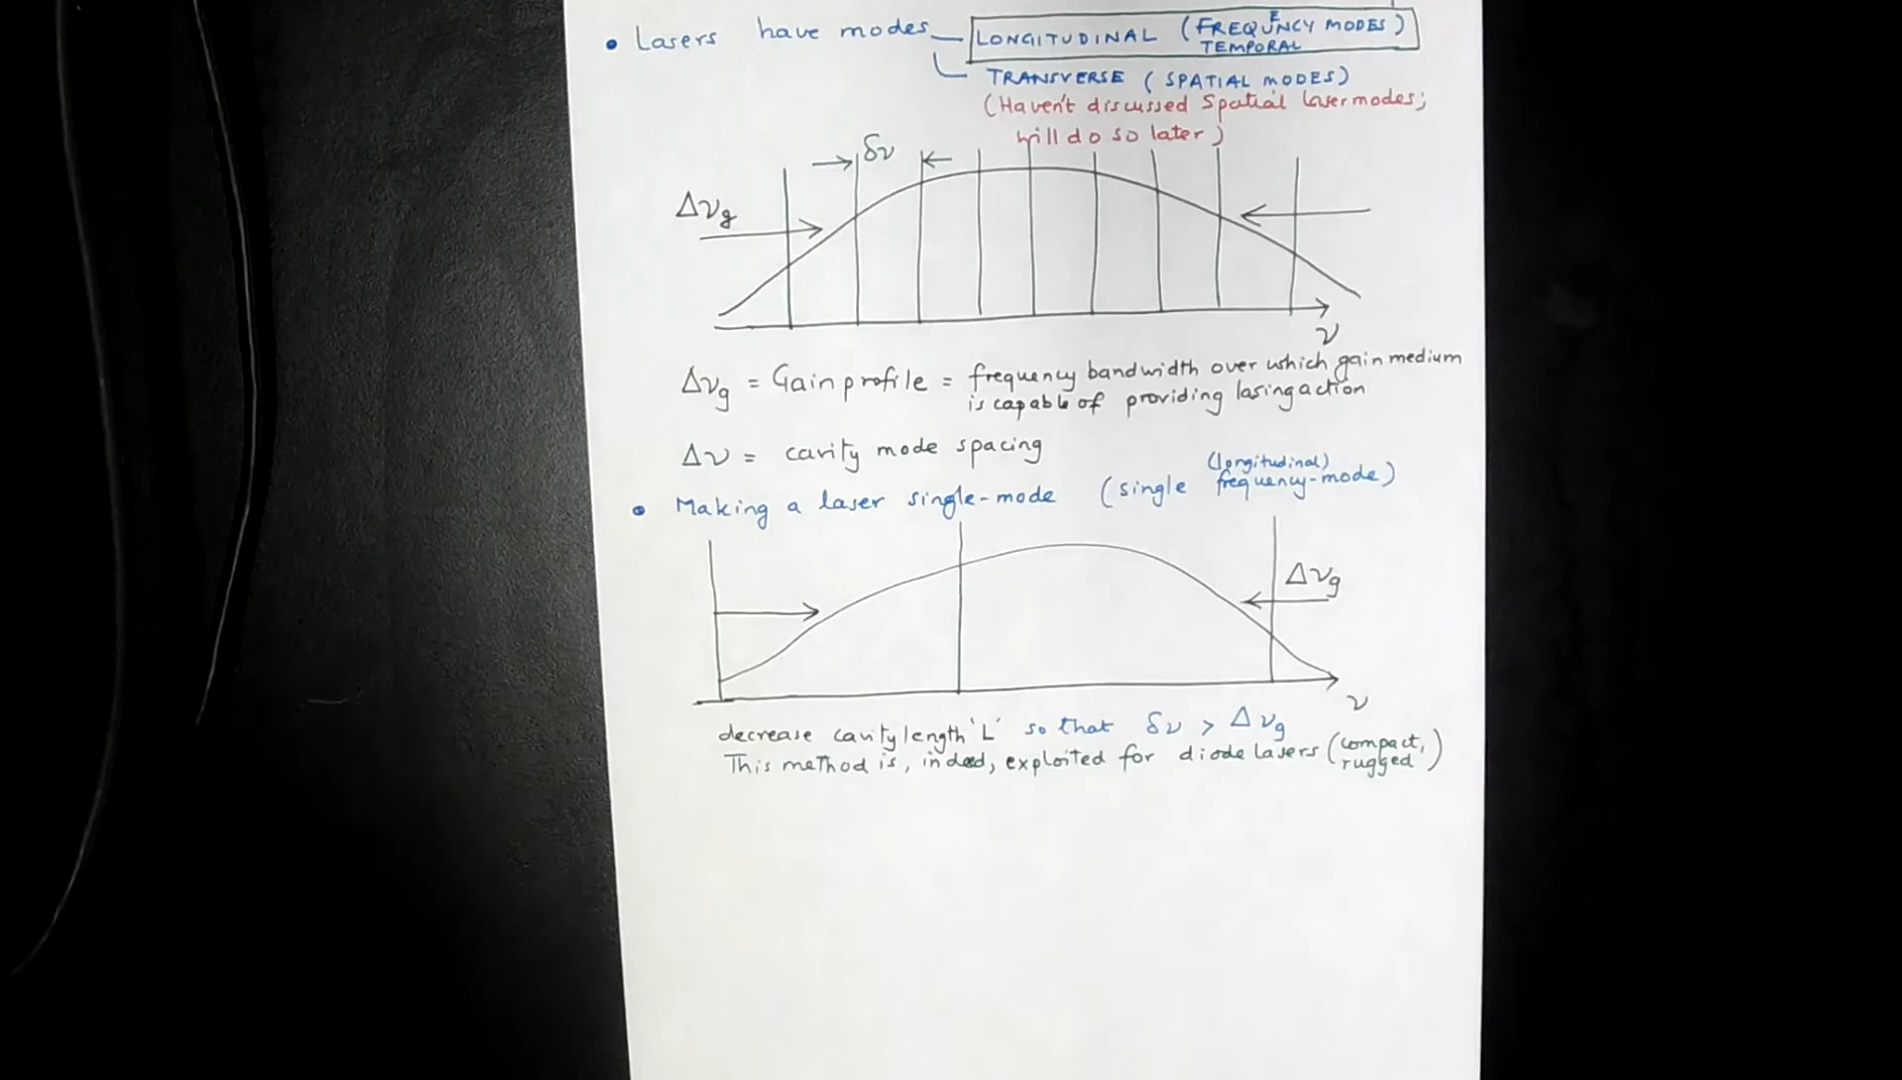 • Lasers have modes LONGITUDINAL (FREQUENCY MODES)
TEMPORAL
TRANSVERSE (SPATIAL MODES)
(Haven't discussed Spatial laser modes;
will do so later)
δν
Δνg
ν
Δνg = Gain profile = frequency bandwidth over which gain medium
is capable of providing lasing action
Δν = cavity mode spacing
(longitudinal)
• Making a laser single-mode (single frequency-mode)
Δνg
ν
decrease cavity length 'L' so that δν > Δνg
This method is, indeed, exploited for diode lasers (compact,
rugged)